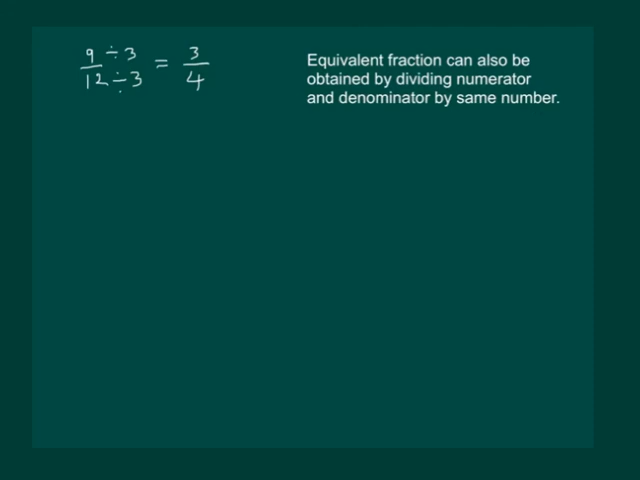 9 ÷ 3 = 3
12 ÷ 3 4
Equivalent fraction can also be
obtained by dividing numerator
and denominator by same number.